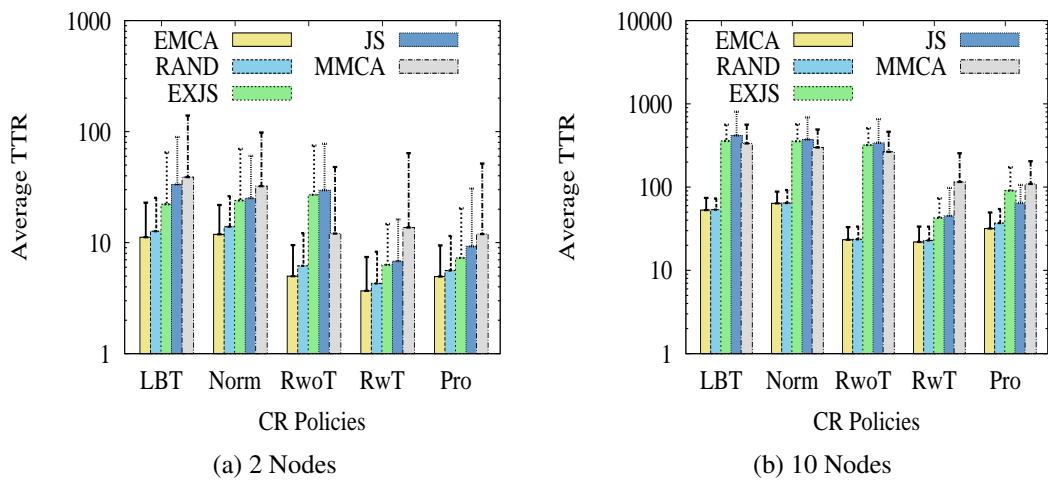 1000
100
10
1
Average TTR
EMCA
RAND
EXJS
JS
MMCA
LBT Norm RwoT RwT Pro
CR Policies
(a) 2 Nodes
10000
1000
100
10
1
Average TTR
EMCA
RAND
EXJS
JS
MMCA
LBT Norm RwoT RwT Pro
CR Policies
(b) 10 Nodes